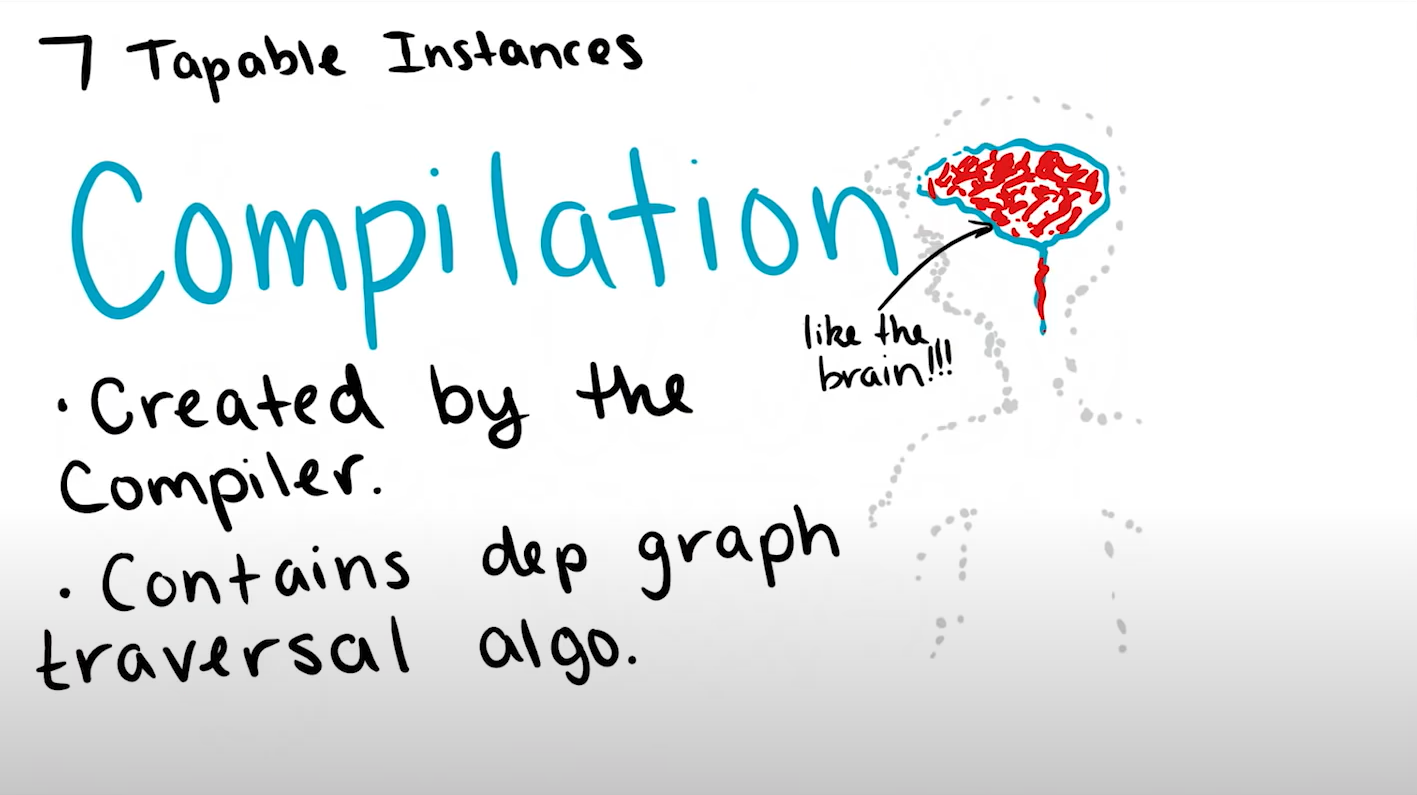 7 Tapable Instances
Compilation
like the
brain!!!
• Created by the
Compiler.
• Contains dep graph
traversal algo.